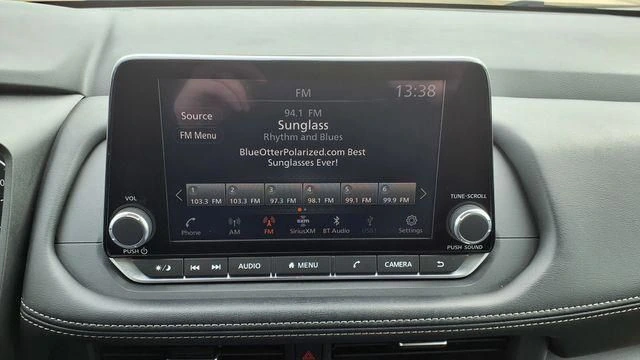 FM
13:38
Source
94.1 FM
Sunglass
FM Menu
Rhythm and Blues
BlueOtterPolarized.com Best
Sunglasses Ever!
1 2 3 4 5 6
103.3 FM 103.3 FM 97.3 FM 98.1 FM 99.1 FM 99.9 FM
VOL
TUNE·SCROLL
sxm
Phone AM FM SiriusXM BT Audio USB1 Settings
PUSH
PUSH SOUND
AUDIO MENU CAMERA